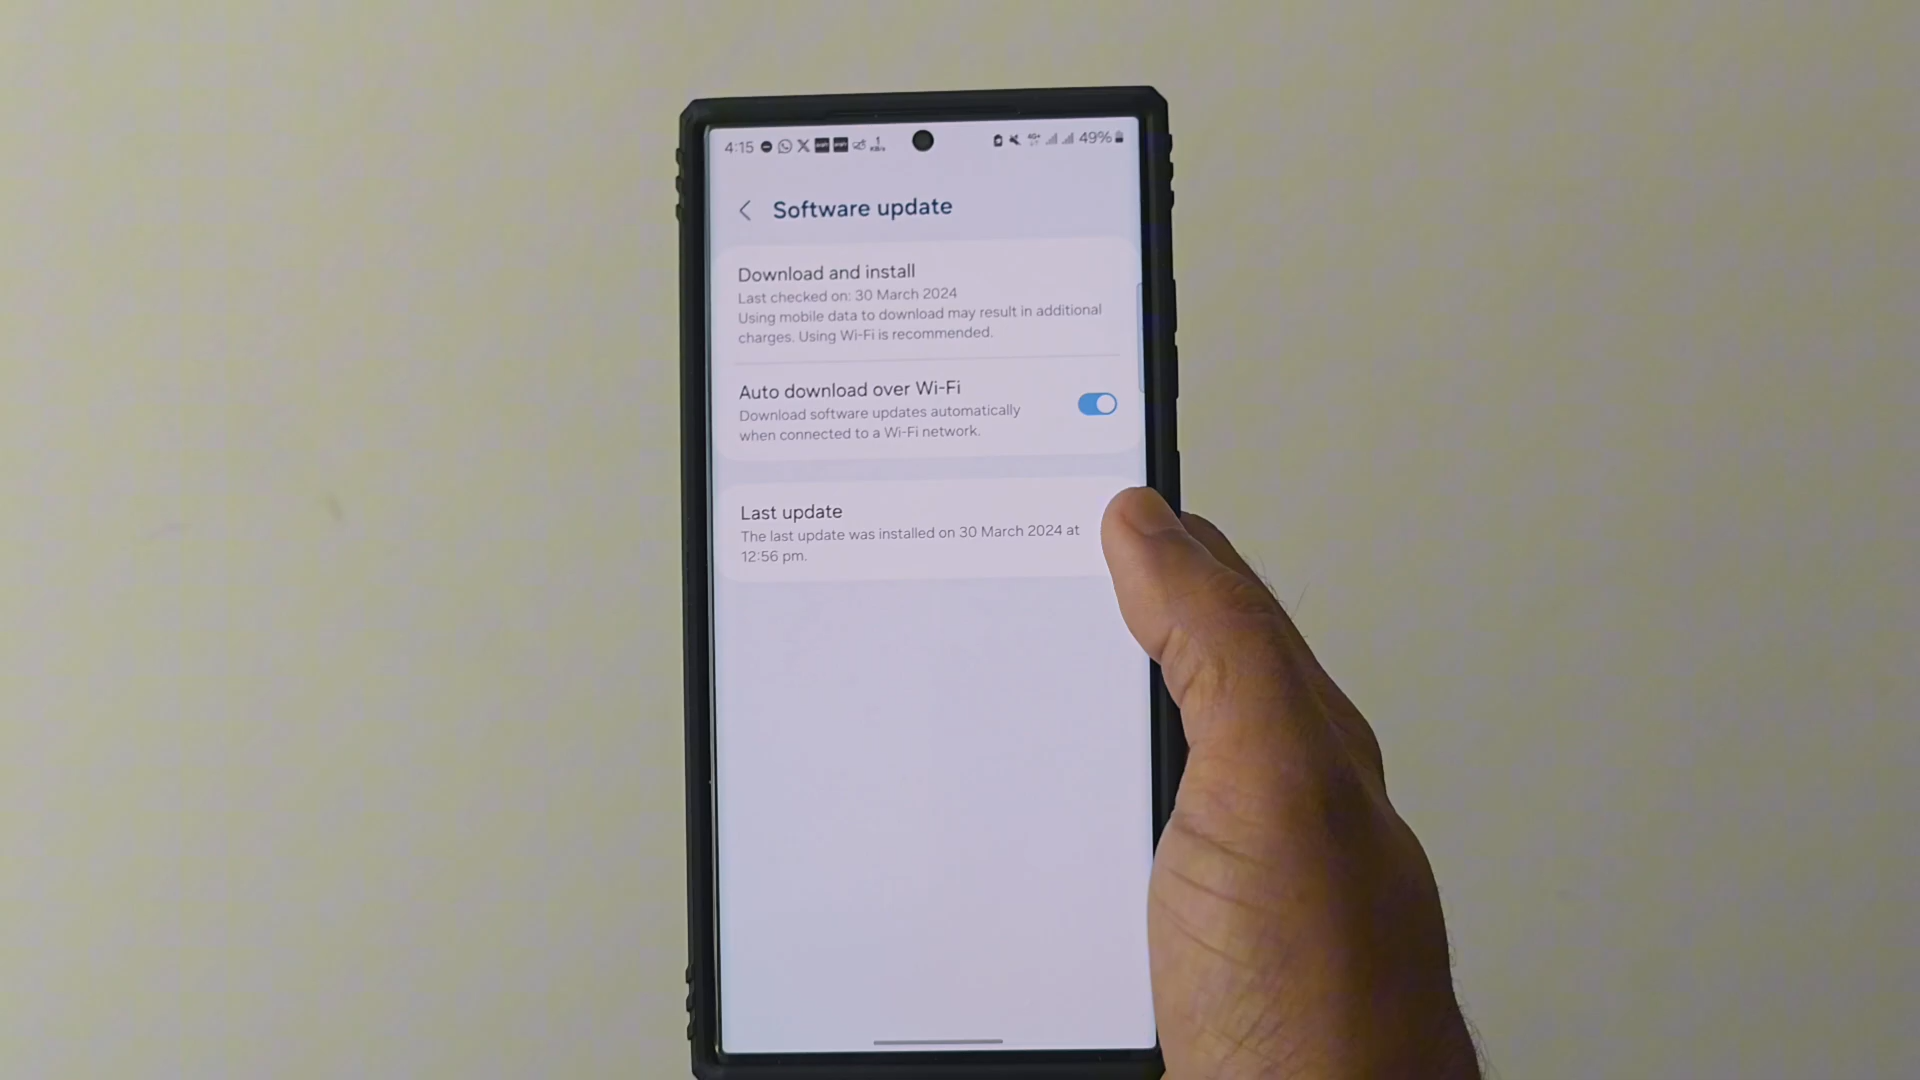 4:15
49%
Software update
Download and install
Last checked on: 30 March 2024
Using mobile data to download may result in additional
charges. Using Wi-Fi is recommended.
Auto download over Wi-Fi
Download software updates automatically
when connected to a Wi-Fi network.
Last update
The last update was installed on 30 March 2024 at
12:56 pm.